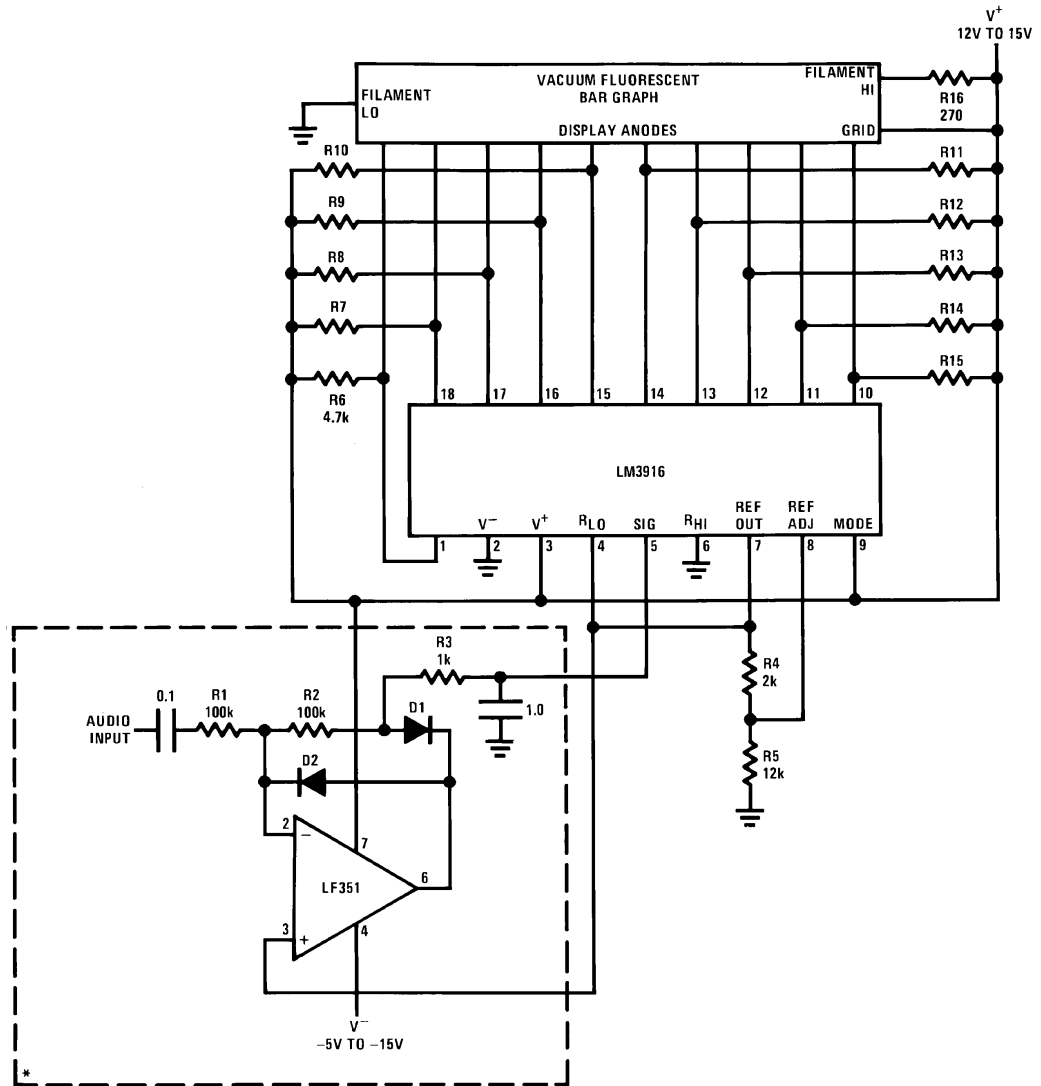 V+
12V TO 15V
VACUUM FLUORESCENT
BAR GRAPH
FILAMENT
HI
FILAMENT
LO
R16
270
DISPLAY ANODES
GRID
R10
R11
R9
R12
R8
R13
R7
R14
R6
4.7k
R15
18 17 16 15 14 13 12 11 10
LM3916
V− V+ RLO SIG RHI REF OUT REF ADJ MODE
1 2 3 4 5 6 7 8 9
R3
1k
R4
2k
0.1
R1
100k
R2
100k
D1
1.0
AUDIO
INPUT
D2
R5
12k
2
−
7
LF351
6
3
+
4
V−
−5V TO −15V
*